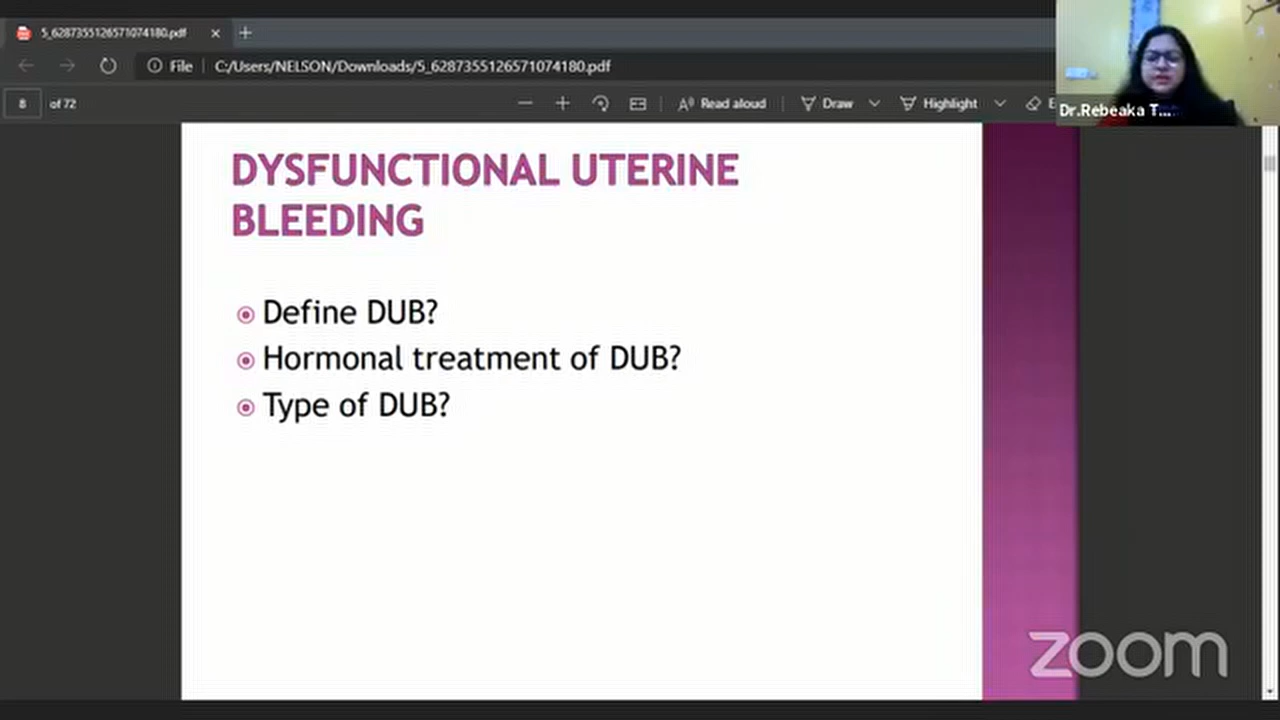 5_6287355126571074180.pdf
File C:/Users/NELSON/Downloads/5_6287355126571074180.pdf
8 of 72 Read aloud Draw Highlight E
Dr.Rebeaka T...
DYSFUNCTIONAL UTERINE
BLEEDING
Define DUB?
Hormonal treatment of DUB?
Type of DUB?
zoom